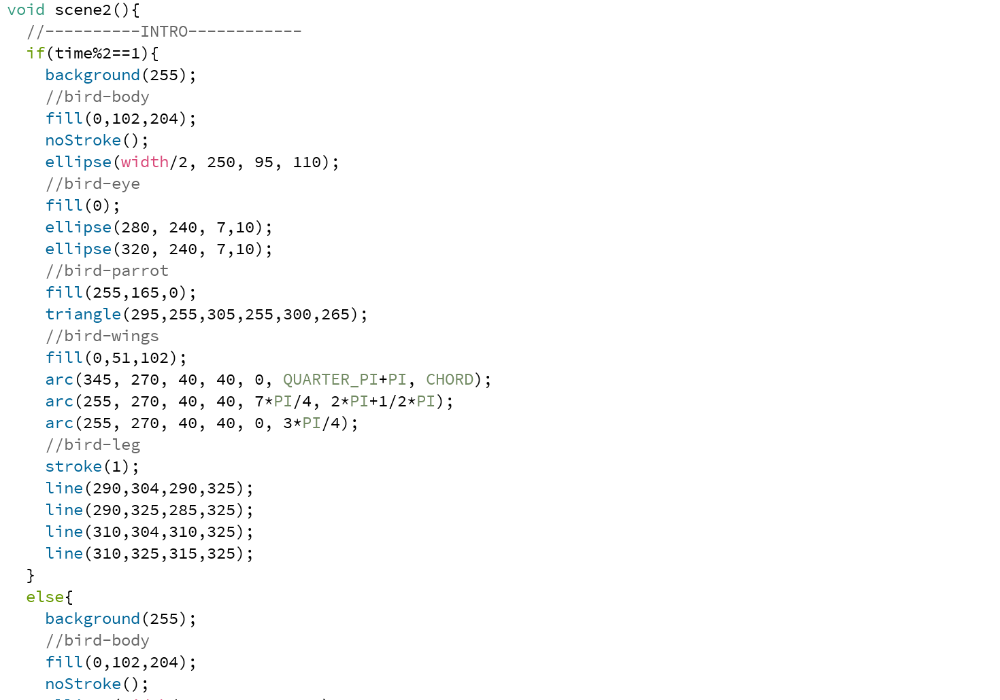 void scene2(){
//----------INTRO------------
if(time%2==1){
background(255);
//bird-body
fill(0,102,204);
noStroke();
ellipse(width/2, 250, 95, 110);
//bird-eye
fill(0);
ellipse(280, 240, 7,10);
ellipse(320, 240, 7,10);
//bird-parrot
fill(255,165,0);
triangle(295,255,305,255,300,265);
//bird-wings
fill(0,51,102);
arc(345, 270, 40, 40, 0, QUARTER_PI+PI, CHORD);
arc(255, 270, 40, 40, 7*PI/4, 2*PI+1/2*PI);
arc(255, 270, 40, 40, 0, 3*PI/4);
//bird-leg
stroke(1);
line(290,304,290,325);
line(290,325,285,325);
line(310,304,310,325);
line(310,325,315,325);
}
else{
background(255);
//bird-body
fill(0,102,204);
noStroke();